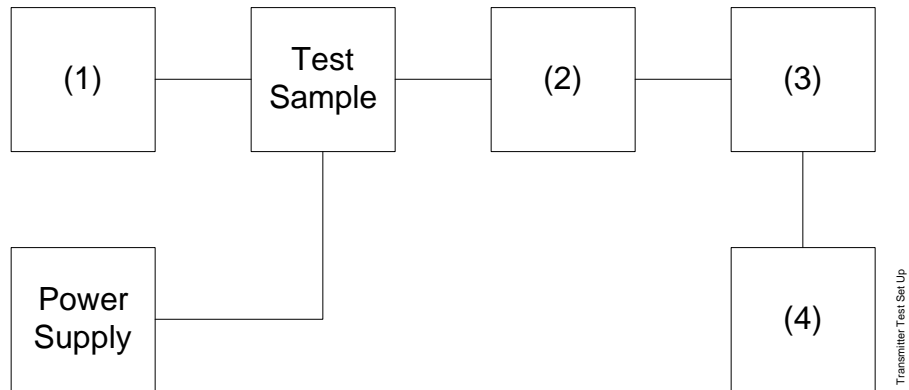 (1)
Test
Sample
(2)
(3)
Power
Supply
(4)
Transmitter Test Set Up